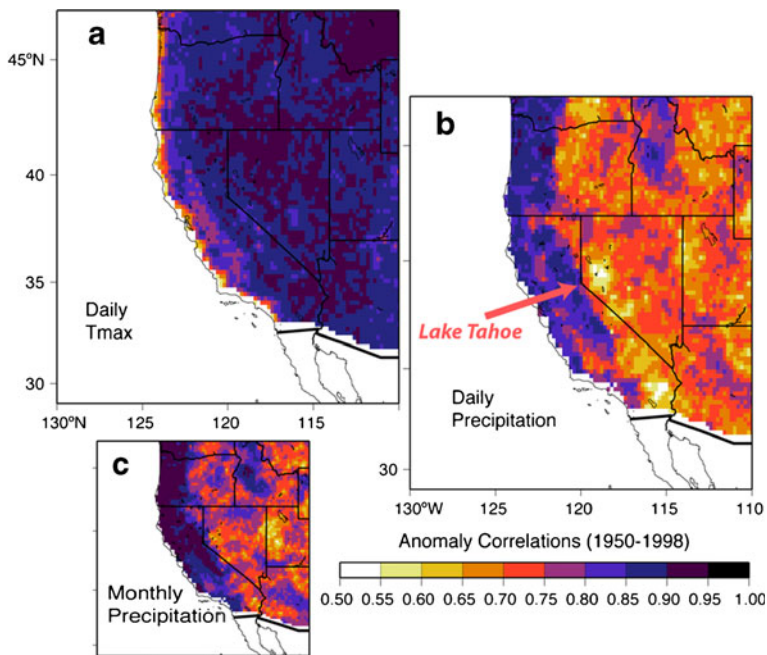 a
45°N
40
35
30
Daily
Tmax
130°N
125
120
115
b
Lake Tahoe
Daily
Precipitation
30
130°W
125
120
115
110
c
Monthly
Precipitation
Anomaly Correlations (1950-1998)
0.50 0.55 0.60 0.65 0.70 0.75 0.80 0.85 0.90 0.95 1.00